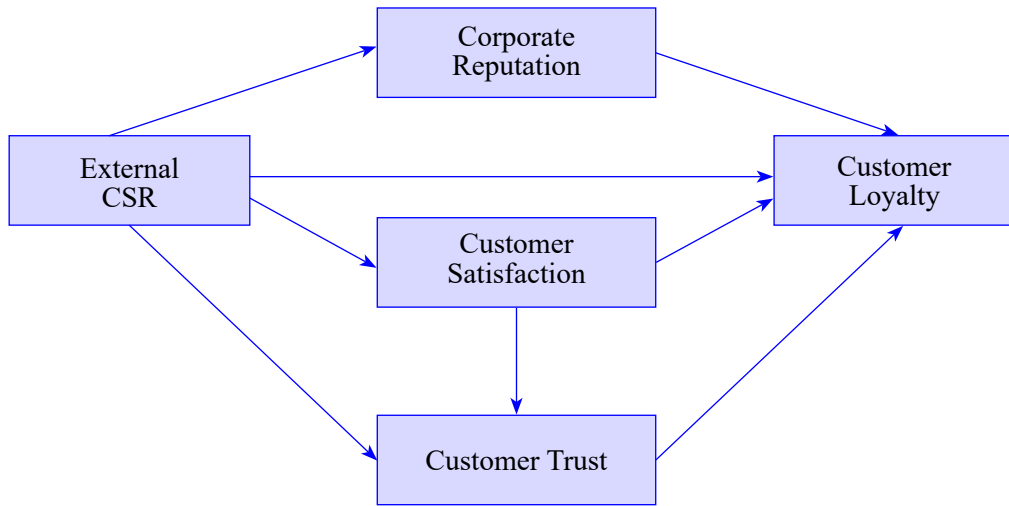 Corporate
Reputation
External
CSR
Customer
Loyalty
Customer
Satisfaction
Customer Trust